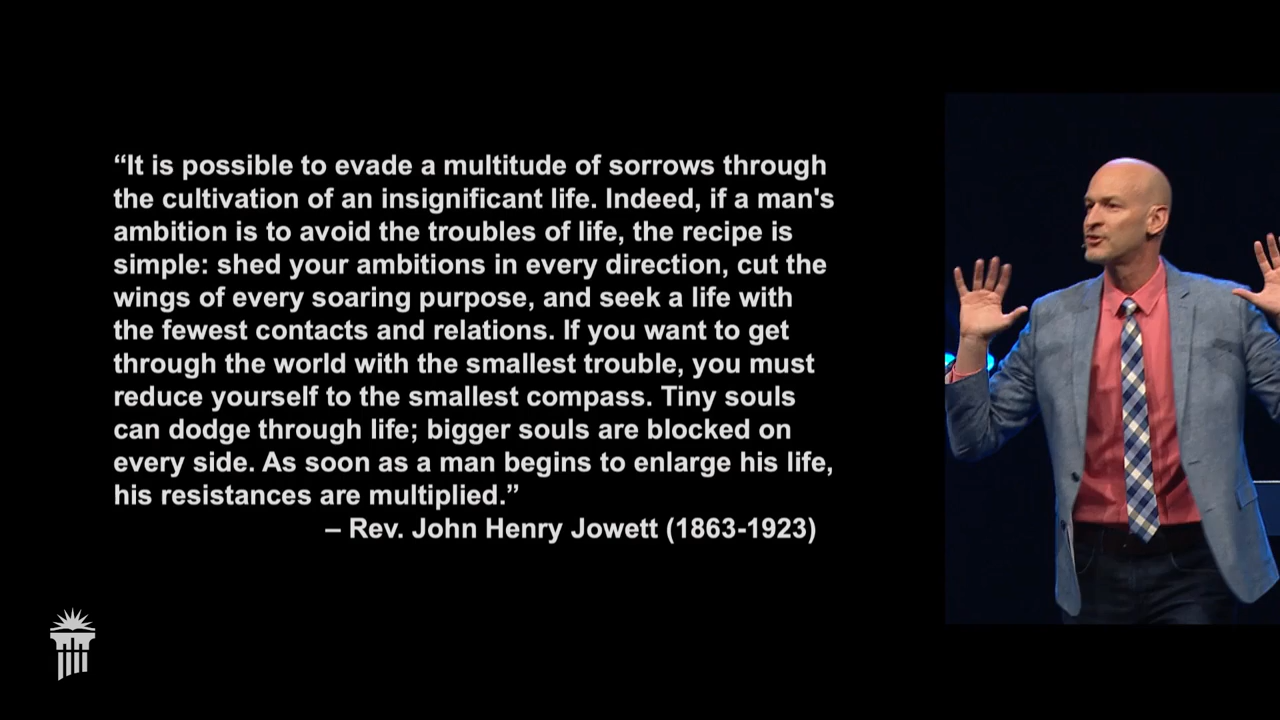 “It is possible to evade a multitude of sorrows through
the cultivation of an insignificant life. Indeed, if a man's
ambition is to avoid the troubles of life, the recipe is
simple: shed your ambitions in every direction, cut the
wings of every soaring purpose, and seek a life with
the fewest contacts and relations. If you want to get
through the world with the smallest trouble, you must
reduce yourself to the smallest compass. Tiny souls
can dodge through life; bigger souls are blocked on
every side. As soon as a man begins to enlarge his life,
his resistances are multiplied.”
– Rev. John Henry Jowett (1863-1923)